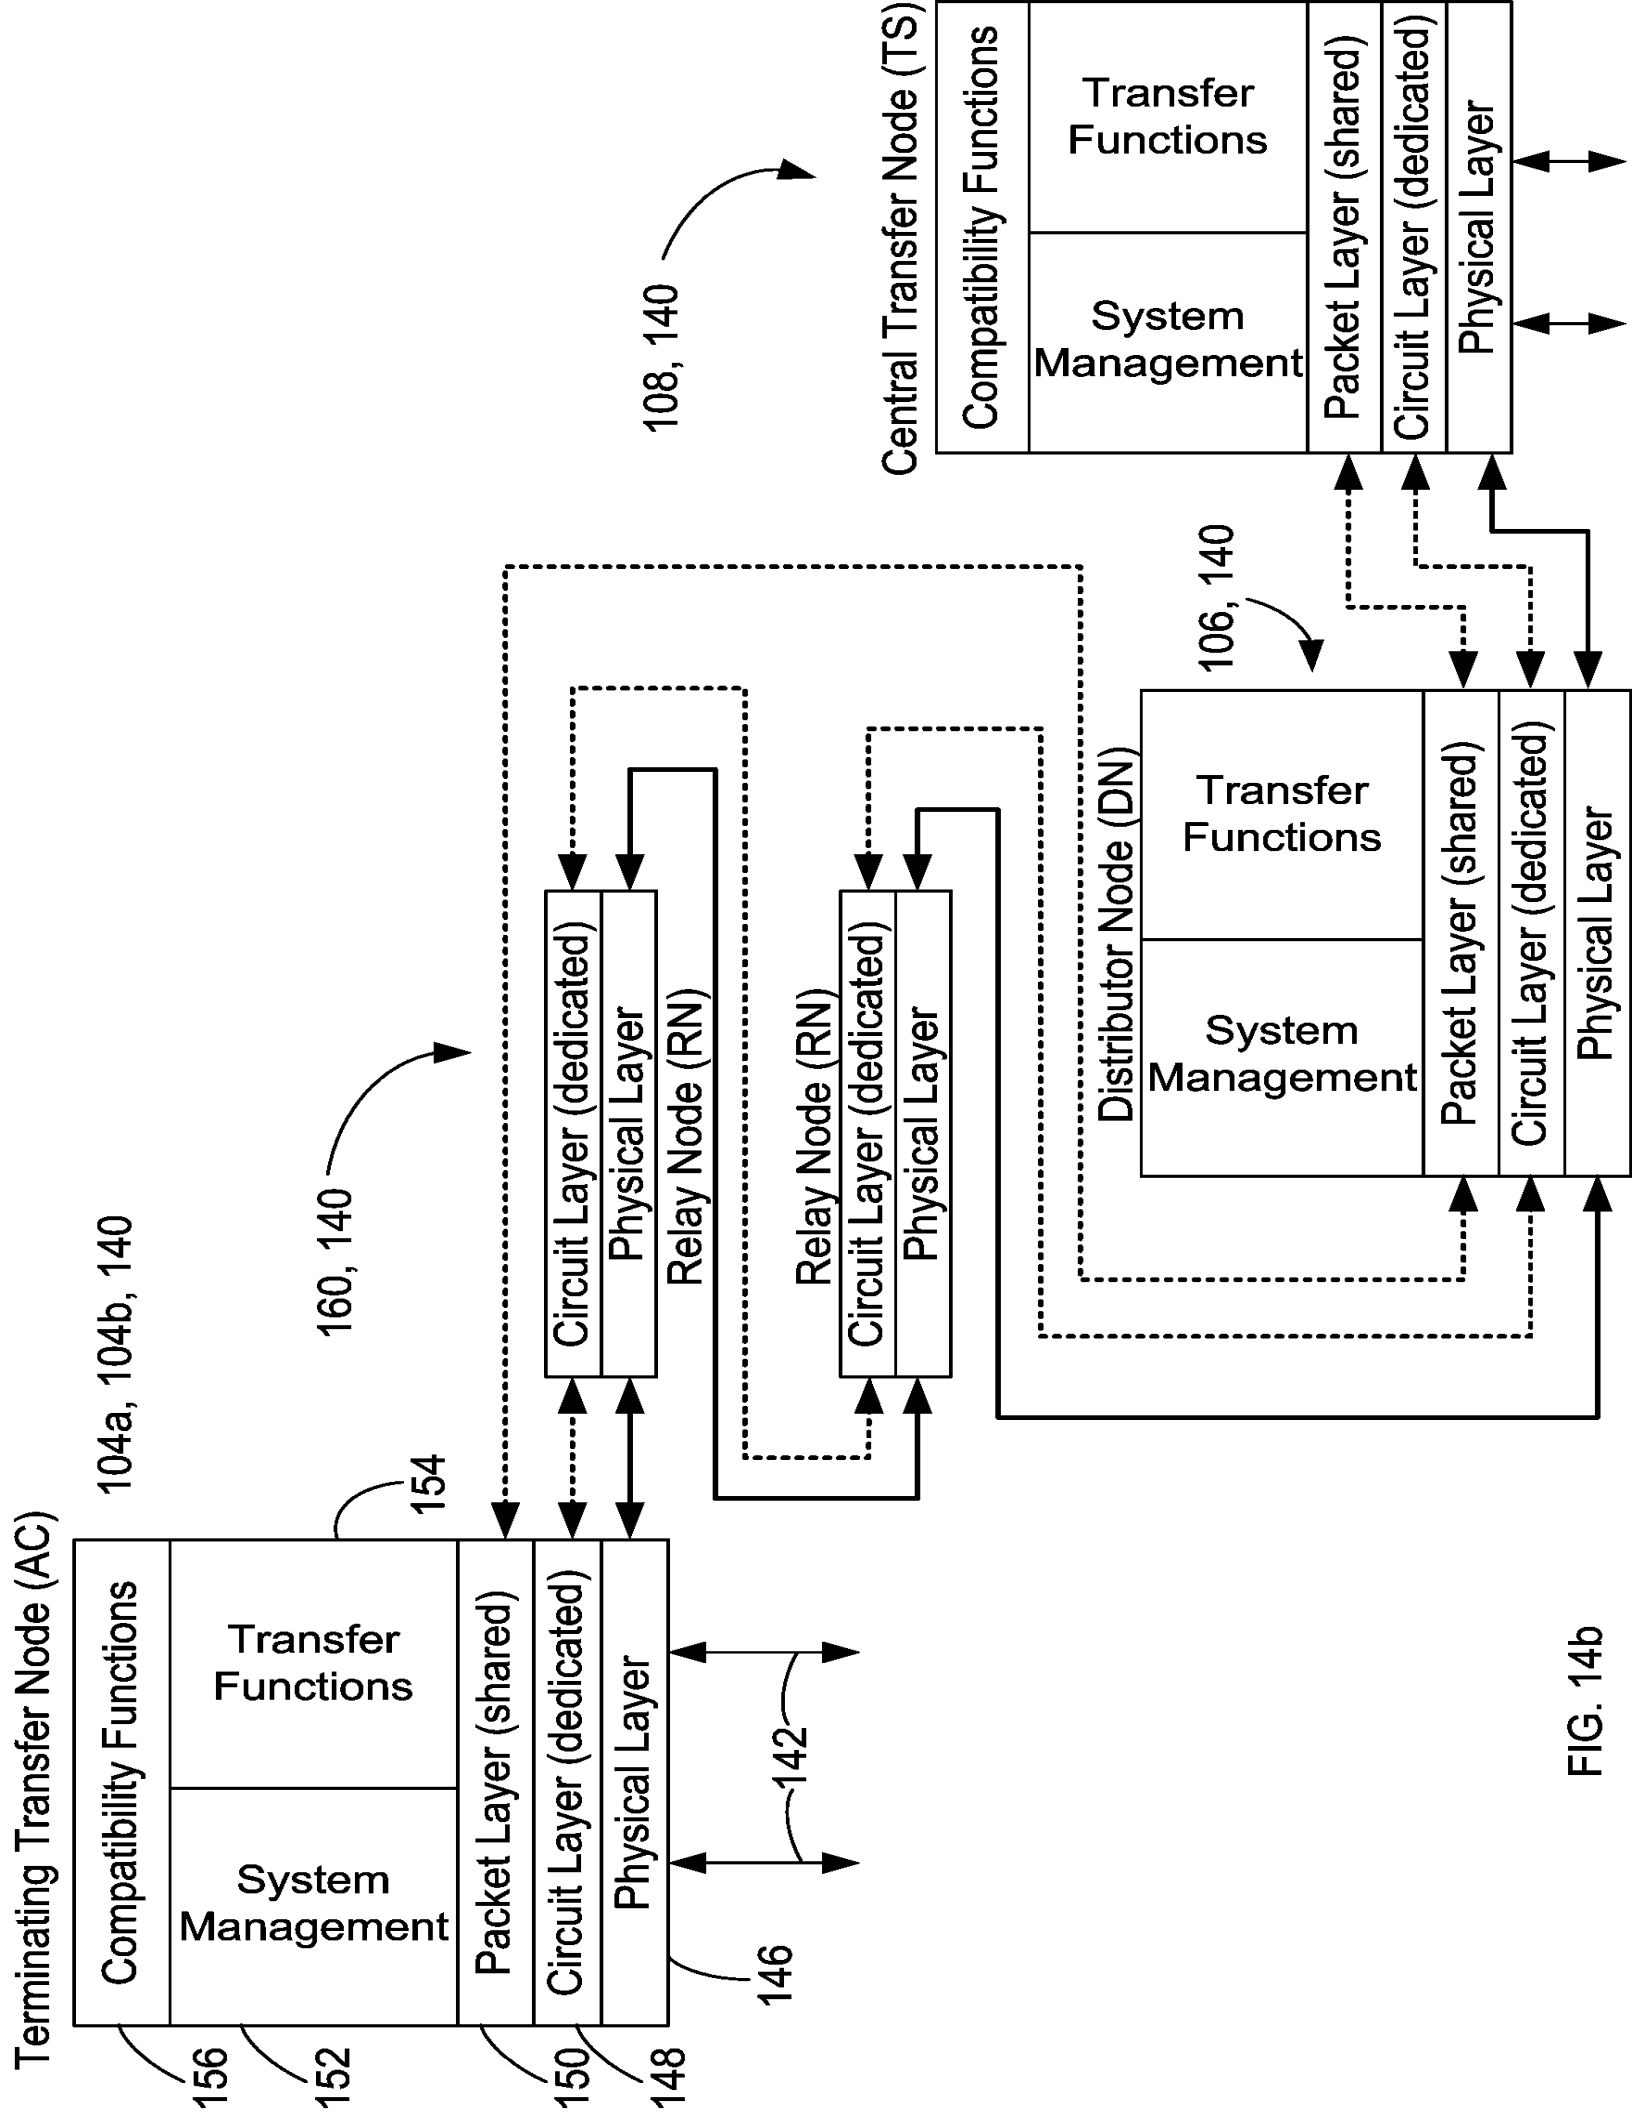 Terminating Transfer Node (AC)
104a, 104b, 140
Compatibility Functions
System
Management
Transfer
Functions
Packet Layer (shared)
Circuit Layer (dedicated)
Physical Layer
156
152
150
148
146
154
142
160, 140
Circuit Layer (dedicated)
Physical Layer
Relay Node (RN)
Relay Node (RN)
Circuit Layer (dedicated)
Physical Layer
Distributor Node (DN)
106, 140
System
Management
Transfer
Functions
Packet Layer (shared)
Circuit Layer (dedicated)
Physical Layer
108, 140
Central Transfer Node (TS)
Compatibility Functions
System
Management
Transfer
Functions
Packet Layer (shared)
Circuit Layer (dedicated)
Physical Layer
FIG. 14b